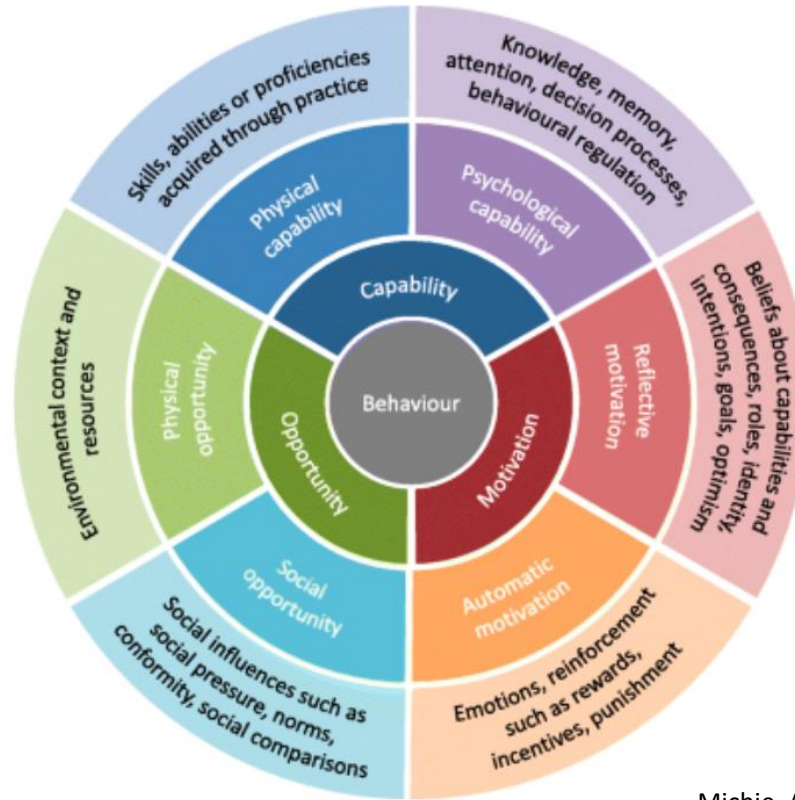 Behaviour
Capability
Opportunity
Motivation
Physical
capability
Psychological
capability
Reflective
motivation
Automatic
motivation
Social
opportunity
Physical
opportunity
Skills, abilities or proficiencies
acquired through practice
Knowledge, memory,
attention, decision processes,
behavioural regulation
Beliefs about capabilities and
consequences, roles, identity,
intentions, goals, optimism
Emotions, reinforcement
such as rewards,
incentives, punishment
Social influences such as
social pressure, norms,
conformity, social comparisons
Environmental context and
resources